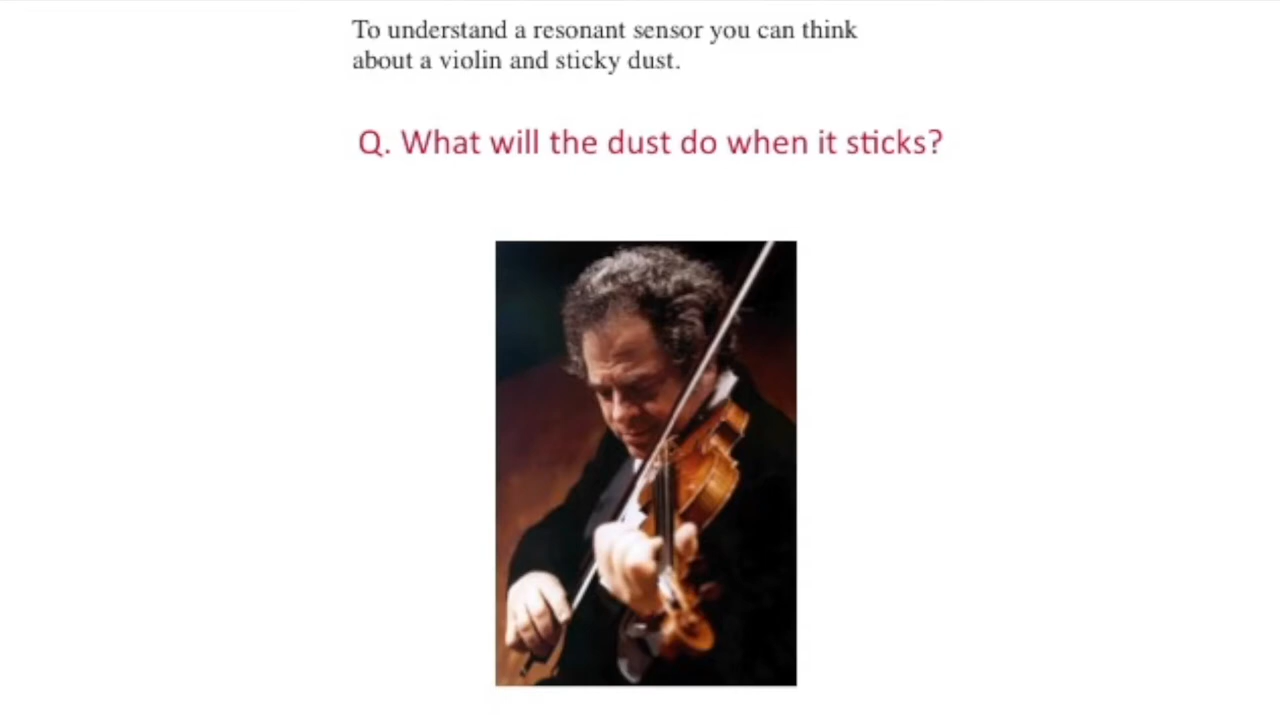 To understand a resonant sensor you can think
about a violin and sticky dust.
Q. What will the dust do when it sticks?